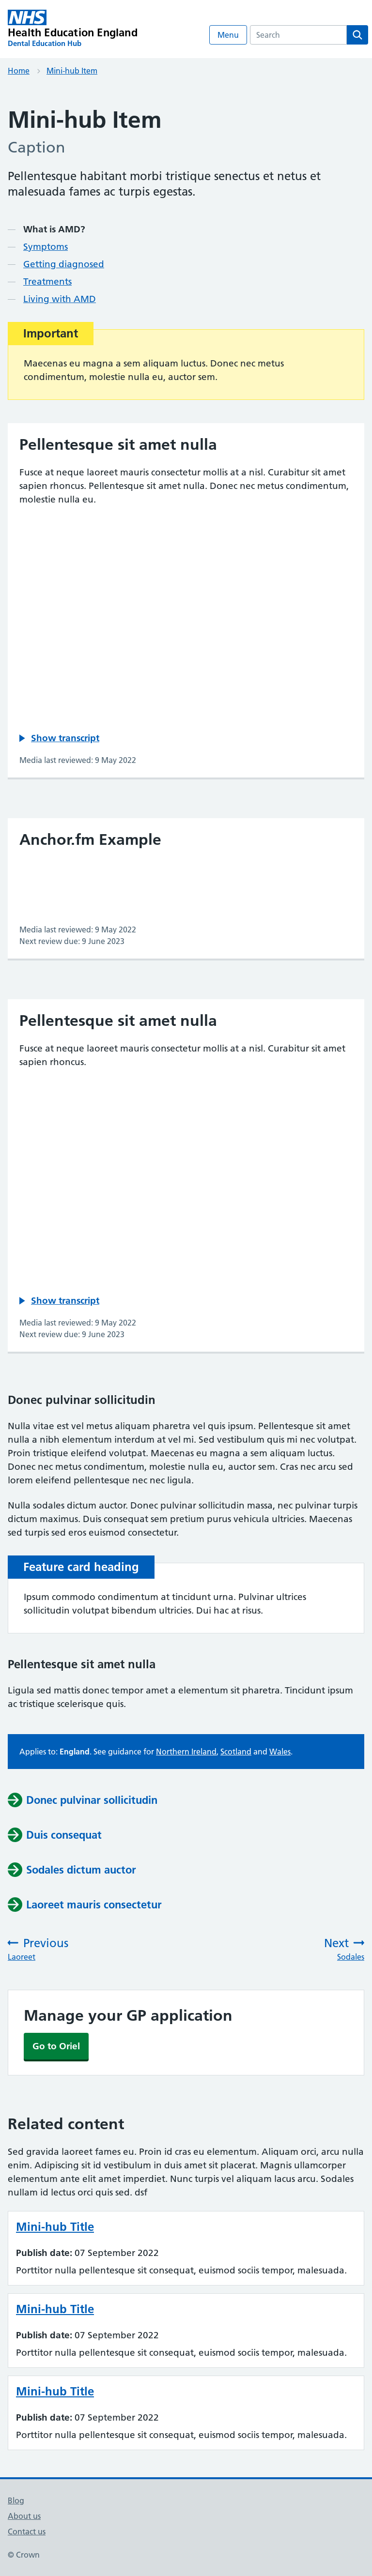 NHS
Health Education England
Dental Education Hub
Menu
Search
Home
Mini-hub Item
Mini-hub Item
Caption
Pellentesque habitant morbi tristique senectus et netus et
malesuada fames ac turpis egestas.
— What is AMD?
— Symptoms
— Getting diagnosed
— Treatments
— Living with AMD
Important
Maecenas eu magna a sem aliquam luctus. Donec nec metus
condimentum, molestie nulla eu, auctor sem.
Pellentesque sit amet nulla
Fusce at neque laoreet mauris consectetur mollis at a nisl. Curabitur sit amet
sapien rhoncus. Pellentesque sit amet nulla. Donec nec metus condimentum,
molestie nulla eu.
Show transcript
Media last reviewed: 9 May 2022
Anchor.fm Example
Media last reviewed: 9 May 2022
Next review due: 9 June 2023
Pellentesque sit amet nulla
Fusce at neque laoreet mauris consectetur mollis at a nisl. Curabitur sit amet
sapien rhoncus.
Show transcript
Media last reviewed: 9 May 2022
Next review due: 9 June 2023
Donec pulvinar sollicitudin
Nulla vitae est vel metus aliquam pharetra vel quis ipsum. Pellentesque sit amet
nulla a nibh elementum interdum at vel mi. Sed vestibulum quis mi nec volutpat.
Proin tristique eleifend volutpat. Maecenas eu magna a sem aliquam luctus.
Donec nec metus condimentum, molestie nulla eu, auctor sem. Cras nec arcu sed
lorem eleifend pellentesque nec nec ligula.
Nulla sodales dictum auctor. Donec pulvinar sollicitudin massa, nec pulvinar turpis
dictum maximus. Duis consequat sem pretium purus vehicula ultricies. Maecenas
sed turpis sed eros euismod consectetur.
Feature card heading
Ipsum commodo condimentum at tincidunt urna. Pulvinar ultrices
sollicitudin volutpat bibendum ultricies. Dui hac at risus.
Pellentesque sit amet nulla
Ligula sed mattis donec tempor amet a elementum sit pharetra. Tincidunt ipsum
ac tristique scelerisque quis.
Applies to: England. See guidance for Northern Ireland, Scotland and Wales.
Donec pulvinar sollicitudin
Duis consequat
Sodales dictum auctor
Laoreet mauris consectetur
Previous
Laoreet
Next
Sodales
Manage your GP application
Go to Oriel
Related content
Sed gravida laoreet fames eu. Proin id cras eu elementum. Aliquam orci, arcu nulla
enim. Adipiscing sit id vestibulum in duis amet sit placerat. Magnis ullamcorper
elementum ante elit amet imperdiet. Nunc turpis vel aliquam lacus arcu. Sodales
nullam id lectus orci quis sed. dsf
Mini-hub Title
Publish date: 07 September 2022
Porttitor nulla pellentesque sit consequat, euismod sociis tempor, malesuada.
Mini-hub Title
Publish date: 07 September 2022
Porttitor nulla pellentesque sit consequat, euismod sociis tempor, malesuada.
Mini-hub Title
Publish date: 07 September 2022
Porttitor nulla pellentesque sit consequat, euismod sociis tempor, malesuada.
Blog
About us
Contact us
© Crown